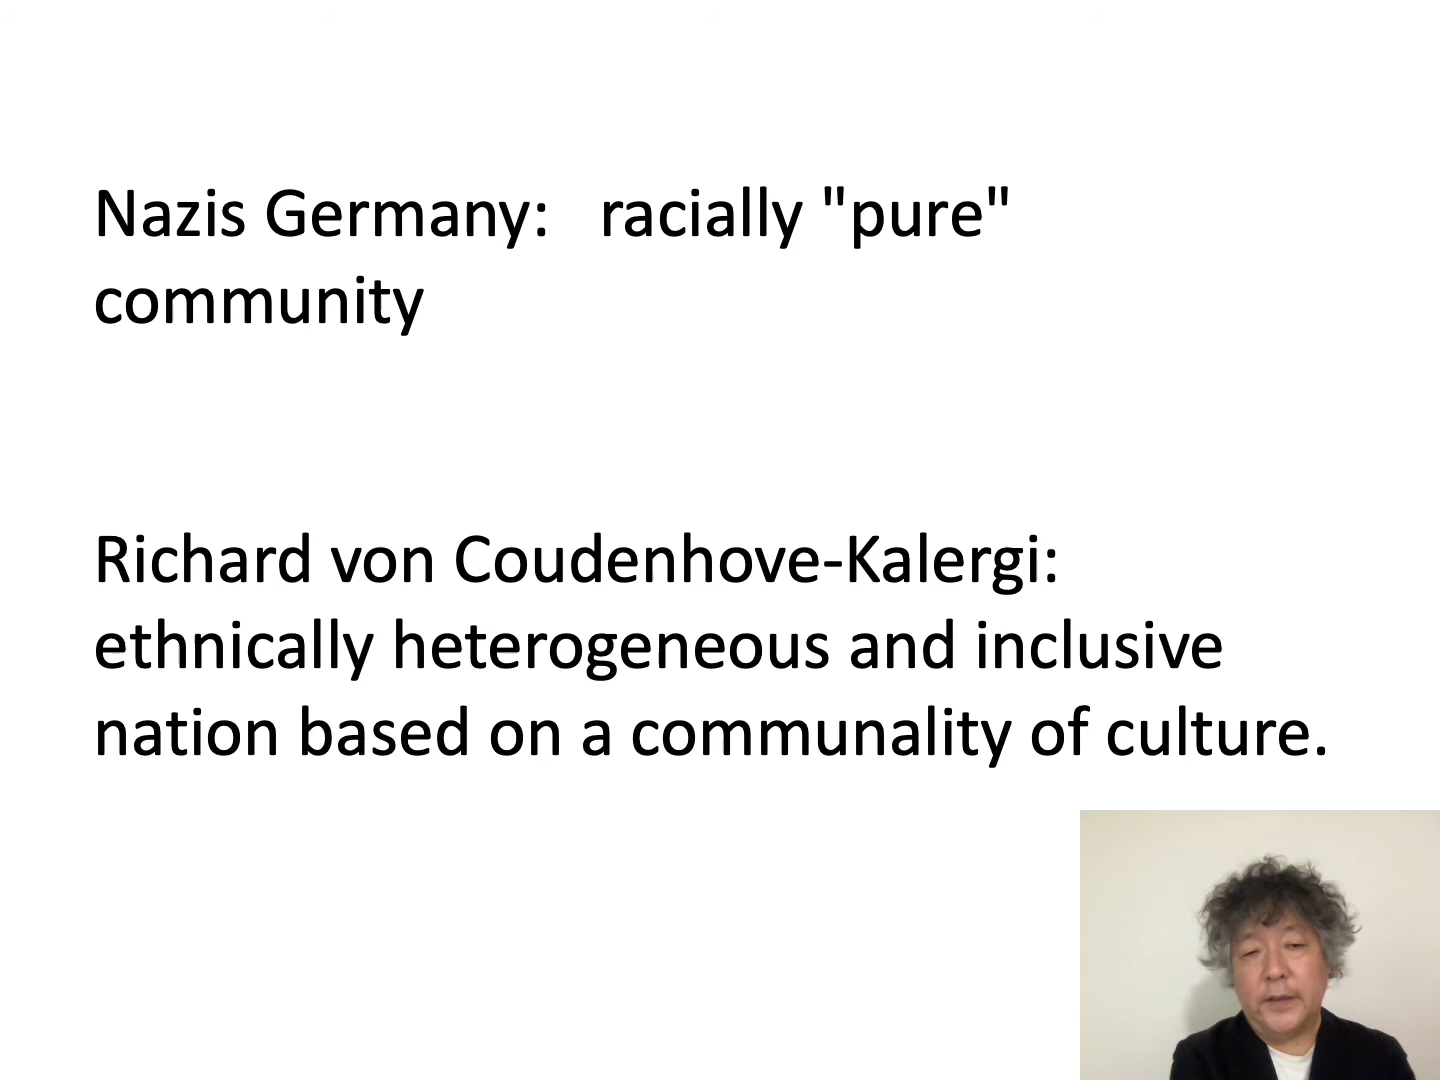 Nazis Germany:   racially "pure"
community
Richard von Coudenhove-Kalergi:
ethnically heterogeneous and inclusive
nation based on a communality of culture.